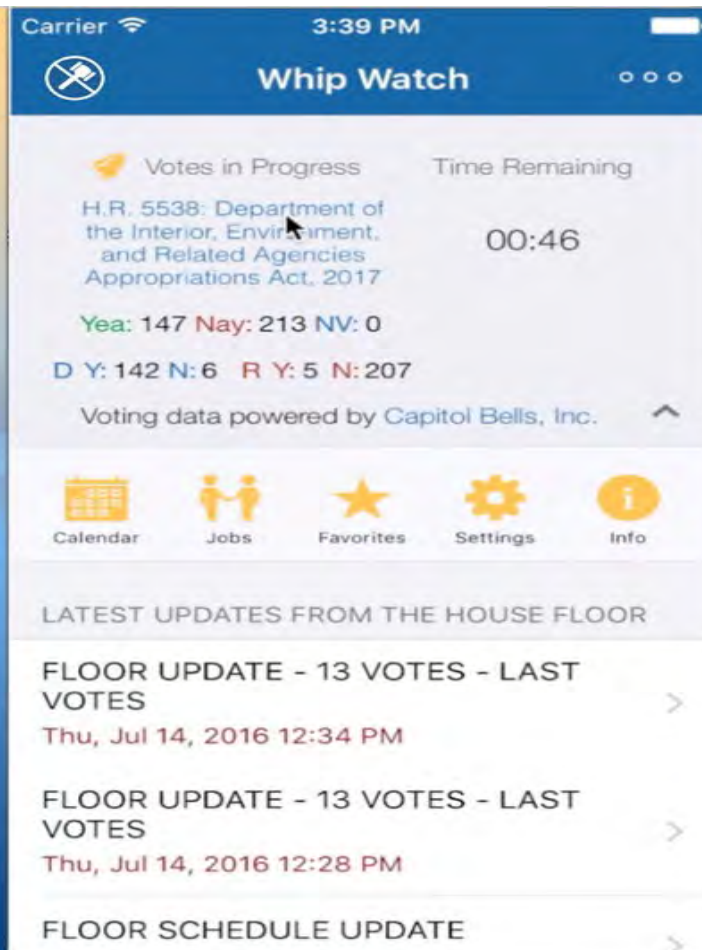 Carrier 3:39 PM
Whip Watch
Votes in Progress Time Remaining
H.R. 5538: Department of
the Interior, Environment,
and Related Agencies
Appropriations Act, 2017
00:46
Yea: 147 Nay: 213 NV: 0
D Y: 142 N: 6 R Y: 5 N: 207
Voting data powered by Capitol Bells, Inc.
Calendar Jobs Favorites Settings Info
LATEST UPDATES FROM THE HOUSE FLOOR
FLOOR UPDATE - 13 VOTES - LAST
VOTES
Thu, Jul 14, 2016 12:34 PM
FLOOR UPDATE - 13 VOTES - LAST
VOTES
Thu, Jul 14, 2016 12:28 PM
FLOOR SCHEDULE UPDATE